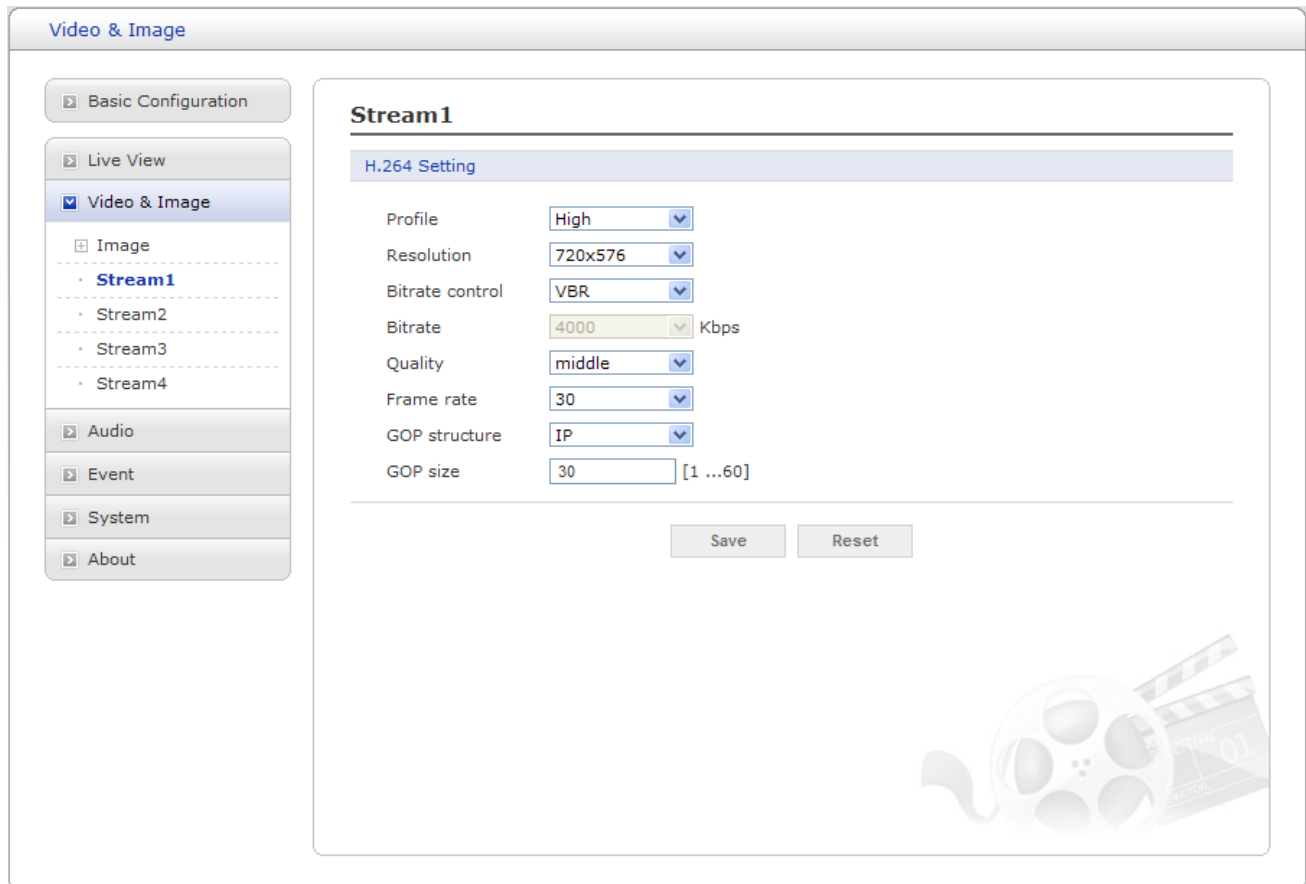 Video & Image
Basic Configuration
Live View
Video & Image
Image
Stream1
Stream2
Stream3
Stream4
Audio
Event
System
About
Stream1
H.264 Setting
Profile High
Resolution 720x576
Bitrate control VBR
Bitrate 4000 Kbps
Quality middle
Frame rate 30
GOP structure IP
GOP size 30 [1 ...60]
Save Reset
01